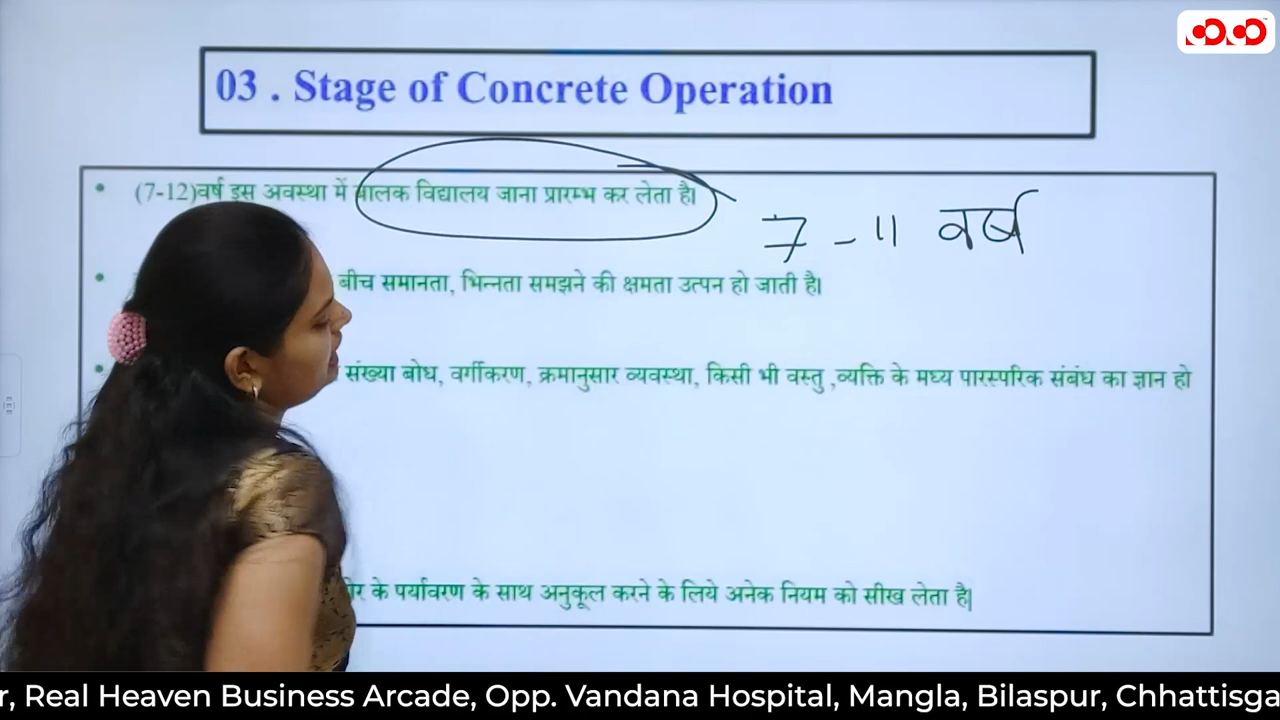 03 . Stage of Concrete Operation
(7-12)वर्ष इस अवस्था में बालक विद्यालय जाना प्रारम्भ कर लेता है।
7 - 11 वर्ष
बीच समानता, भिन्नता समझने की क्षमता उत्पन हो जाती है।
संख्या बोध, वर्गीकरण, क्रमानुसार व्यवस्था, किसी भी वस्तु ,व्यक्ति के मध्य पारस्परिक संबंध का ज्ञान हो
के पर्यावरण के साथ अनुकूल करने के लिये अनेक नियम को सीख लेता है|
Real Heaven Business Arcade, Opp. Vandana Hospital, Mangla, Bilaspur,